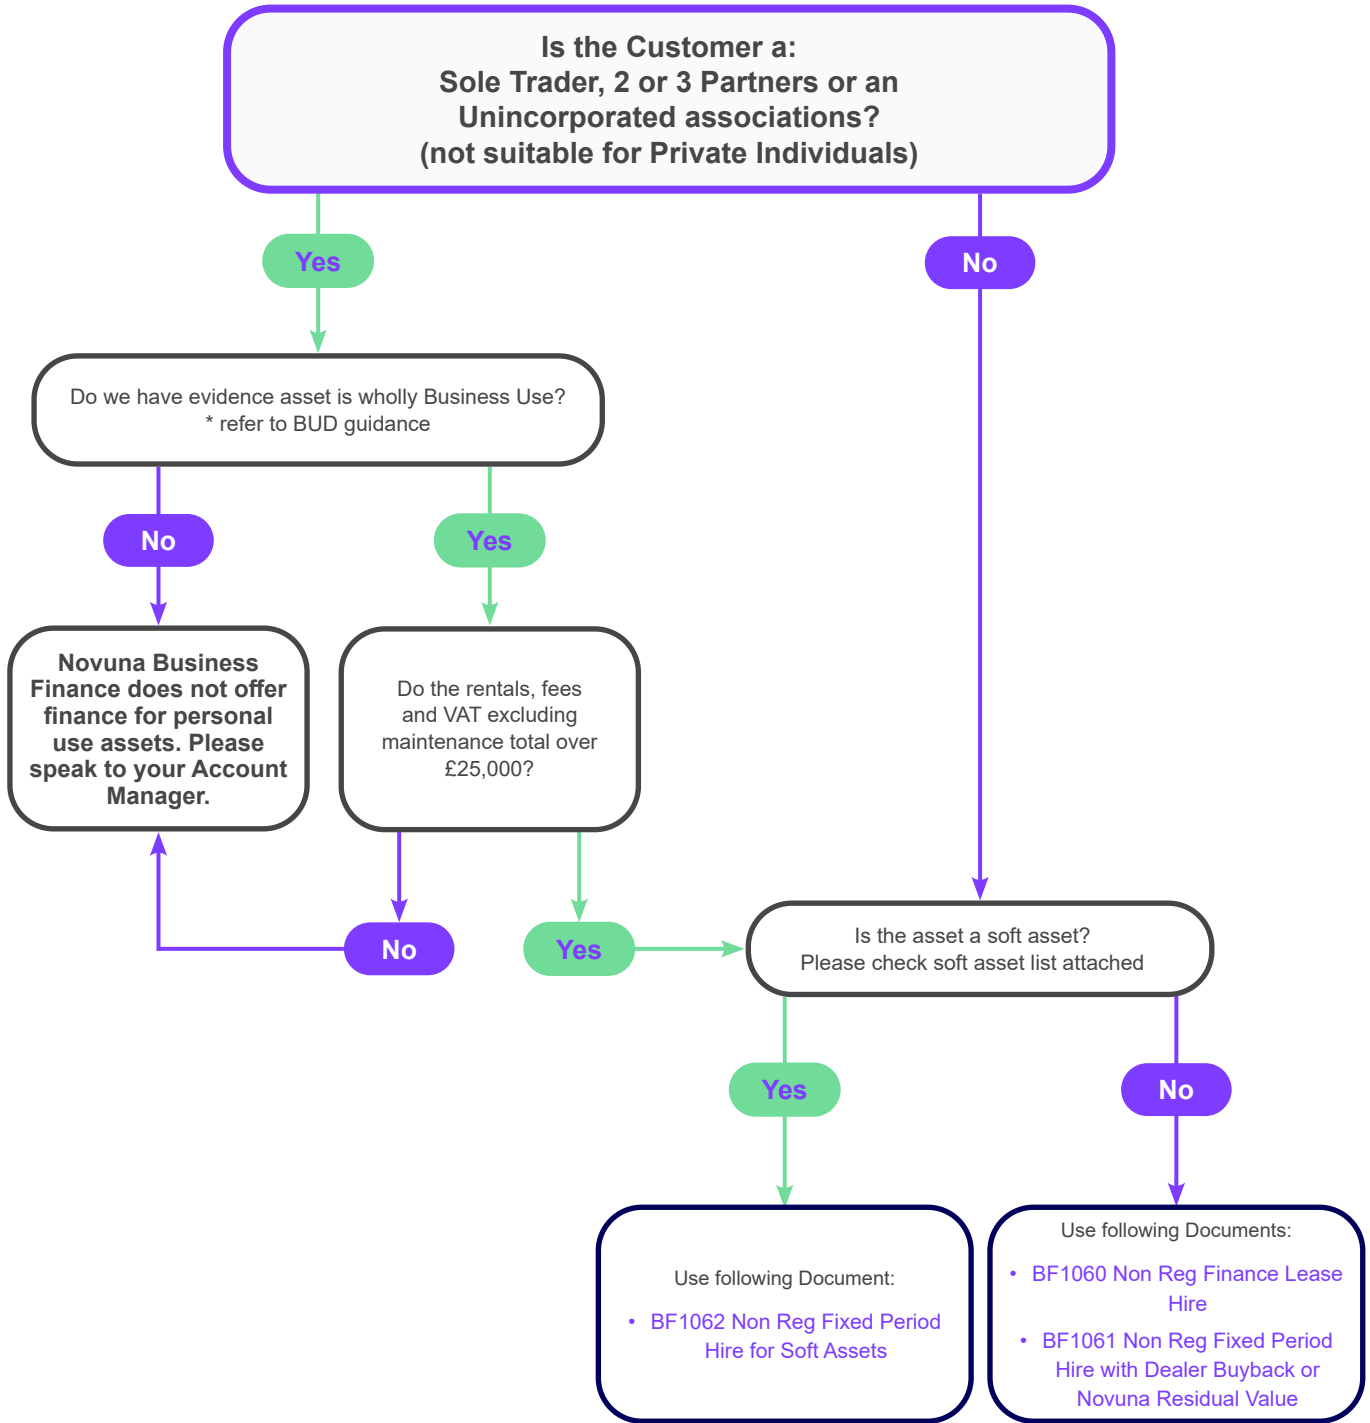 Is the Customer a:
Sole Trader, 2 or 3 Partners or an
Unincorporated associations?
(not suitable for Private Individuals)
Yes
No
Do we have evidence asset is wholly Business Use?
* refer to BUD guidance
No
Yes
Novuna Business
Finance does not offer
finance for personal
use assets. Please
speak to your Account
Manager.
Do the rentals, fees
and VAT excluding
maintenance total over
£25,000?
No
Yes
Is the asset a soft asset?
Please check soft asset list attached
Yes
No
Use following Document:
• BF1062 Non Reg Fixed Period
Hire for Soft Assets
Use following Documents:
• BF1060 Non Reg Finance Lease
Hire
• BF1061 Non Reg Fixed Period
Hire with Dealer Buyback or
Novuna Residual Value